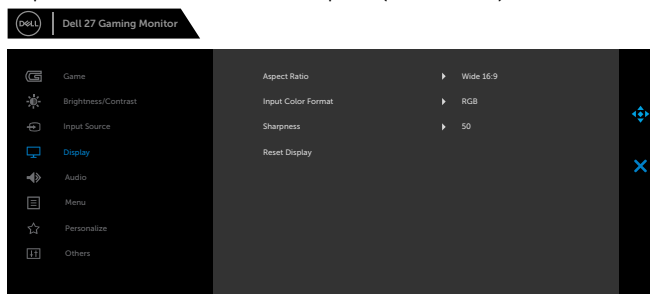 DELL
Dell 27 Gaming Monitor
Game
Aspect Ratio Wide 16:9
Brightness/Contrast
Input Color Format RGB
Input Source
Sharpness 50
Display
Reset Display
Audio
Menu
Personalize
Others